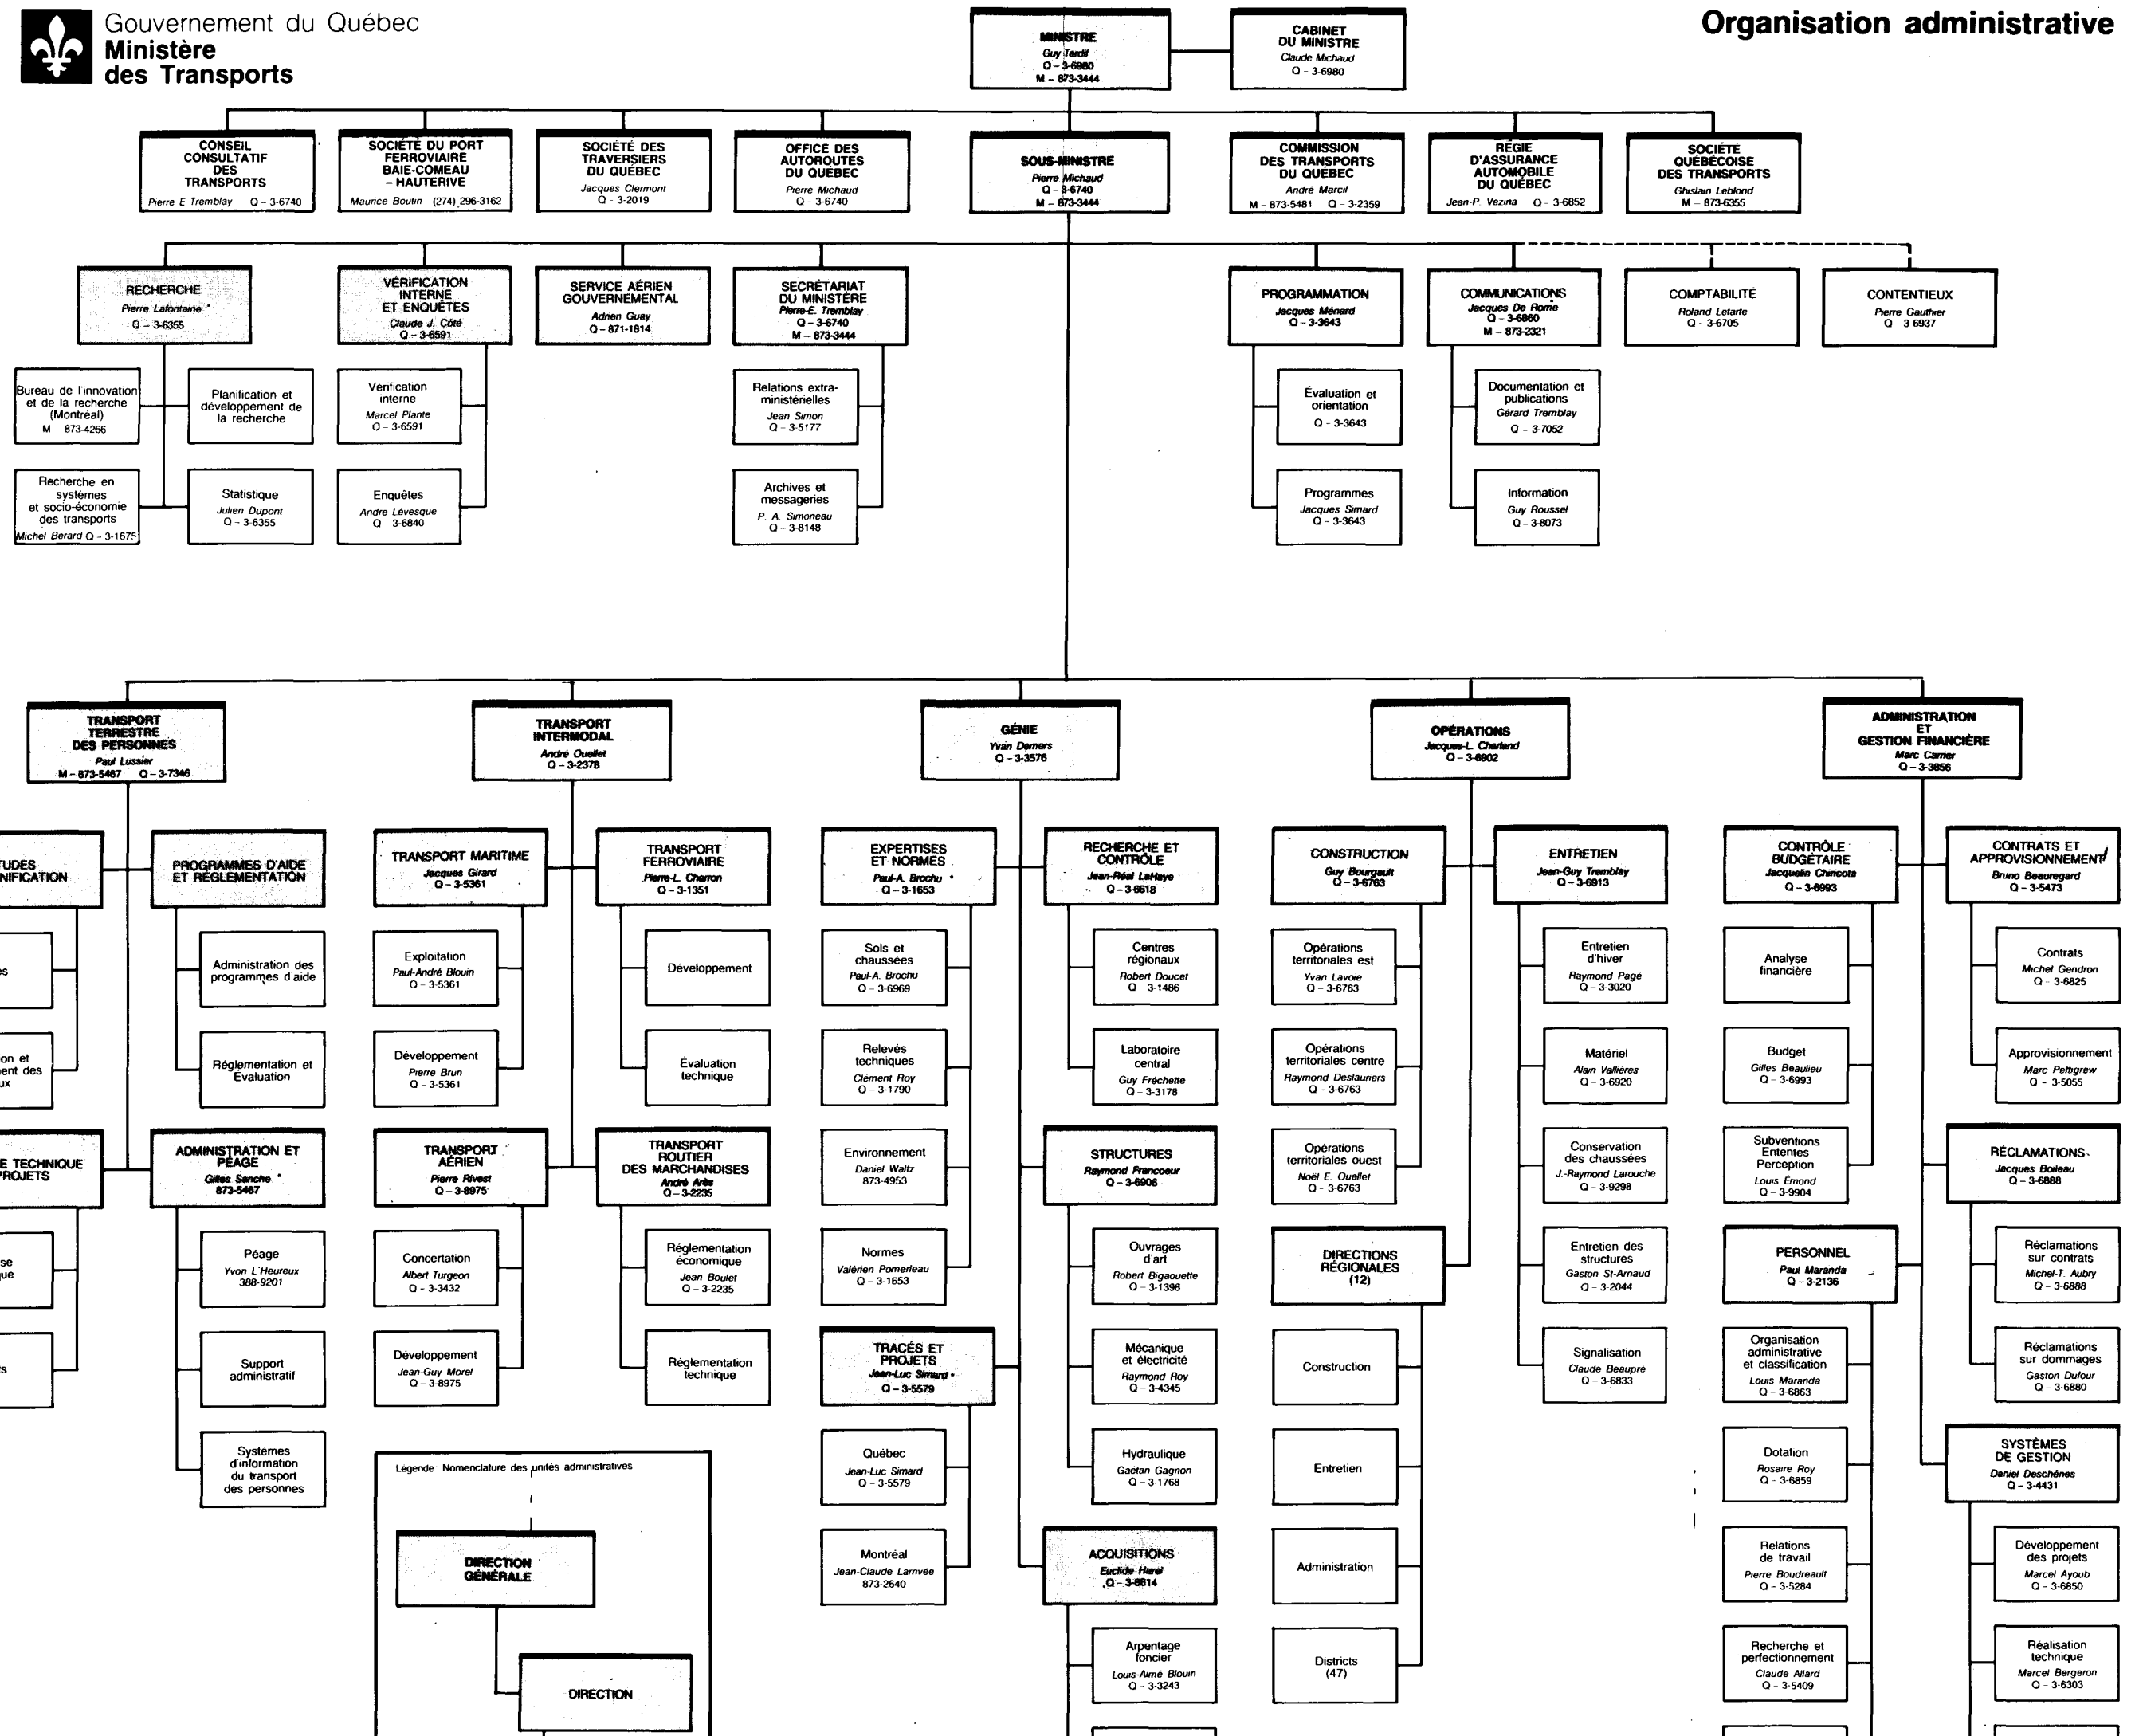 Gouvernement du Québec
Ministère
des Transports
Organisation administrative
MINISTRE
Guy Tardif
Q – 3-6980
M – 873-3444
CABINET
DU MINISTRE
Claude Michaud
Q – 3-6980
CONSEIL
CONSULTATIF
DES
TRANSPORTS
Pierre E Tremblay Q – 3-6740
SOCIÉTÉ DU PORT
FERROVIAIRE
BAIE-COMEAU
– HAUTERIVE
Maurice Boutin (274) 296-3162
SOCIÉTÉ DES
TRAVERSIERS
DU QUÉBEC
Jacques Clermont
Q – 3-2019
OFFICE DES
AUTOROUTES
DU QUÉBEC
Pierre Michaud
Q – 3-6740
SOUS-MINISTRE
Pierre Michaud
Q – 3-6740
M – 873-3444
COMMISSION
DES TRANSPORTS
DU QUÉBEC
André Marcil
M – 873-5481 Q – 3-2359
RÉGIE
D'ASSURANCE
AUTOMOBILE
DU QUÉBEC
Jean-P. Vezina Q – 3-6852
SOCIÉTÉ
QUÉBÉCOISE
DES TRANSPORTS
Ghislain Leblond
M – 873-6355
RECHERCHE
Pierre Lafontaine *
Q – 3-6355
VÉRIFICATION
INTERNE
ET ENQUÊTES
Claude J. Côté
Q – 3-6591
SERVICE AÉRIEN
GOUVERNEMENTAL
Adrien Guay
Q – 871-1814
SECRÉTARIAT
DU MINISTÈRE
Pierre-E. Tremblay
Q – 3-6740
M – 873-3444
PROGRAMMATION
Jacques Ménard
Q – 3-3643
COMMUNICATIONS
Jacques De Rome
Q – 3-6860
M – 873-2321
COMPTABILITÉ
Roland Letarte
Q – 3-6705
CONTENTIEUX
Pierre Gauthier
Q – 3-6937
Bureau de l'innovation
et de la recherche
(Montréal)
M – 873-4266
Planification et
développement de
la recherche
Vérification
interne
Marcel Plante
Q – 3-6591
Relations extra-
ministérielles
Jean Simon
Q – 3-5177
Évaluation et
orientation
Q – 3-3643
Documentation et
publications
Gérard Tremblay
Q – 3-7052
Recherche en
systèmes
et socio-économie
des transports
Michel Bérard Q – 3-1675
Statistique
Julien Dupont
Q – 3-6355
Enquêtes
André Lévesque
Q – 3-6840
Archives et
messageries
P. A. Simoneau
Q – 3-8148
Programmes
Jacques Simard
Q – 3-3643
Information
Guy Roussel
Q – 3-8073
TRANSPORT
TERRESTRE
DES PERSONNES
Paul Lussier
M – 873-5467 Q – 3-7346
TRANSPORT
INTERMODAL
André Ouellet
Q – 3-2378
GÉNIE
Yvan Demers
Q – 3-3576
OPÉRATIONS
Jacques-L. Charland
Q – 3-6902
ADMINISTRATION
ET
GESTION FINANCIÈRE
Marc Carrier
Q – 3-3856
TUDES
NIFICATION
PROGRAMMES D'AIDE
ET RÉGLEMENTATION
TRANSPORT MARITIME
Jacques Girard
Q – 3-5361
TRANSPORT
FERROVIAIRE
Pierre-L. Charron
Q – 3-1351
EXPERTISES
ET NORMES
Paul-A. Brochu *
Q – 3-1653
RECHERCHE ET
CONTRÔLE
Jean-Réal LaHaye
Q – 3-6618
CONSTRUCTION
Guy Bourgault
Q – 3-6763
ENTRETIEN
Jean-Guy Tremblay
Q – 3-6913
CONTRÔLE
BUDGÉTAIRE
Jacquelin Chiricota
Q – 3-6993
CONTRATS ET
APPROVISIONNEMENT
Bruno Beauregard
Q – 3-5473
es
Administration des
programmes d'aide
Exploitation
Paul-André Blouin
Q – 3-5361
Développement
Sols et
chaussées
Paul-A. Brochu
Q – 3-6969
Centres
régionaux
Robert Doucet
Q – 3-1486
Opérations
territoriales est
Yvan Lavoie
Q – 3-6763
Entretien
d'hiver
Raymond Pagé
Q – 3-3020
Analyse
financière
Contrats
Michel Gendron
Q – 3-6825
on et
ent des
ux
Réglementation et
Évaluation
Développement
Pierre Brun
Q – 3-5361
Évaluation
technique
Relevés
techniques
Clément Roy
Q – 3-1790
Laboratoire
central
Guy Fréchette
Q – 3-3178
Opérations
territoriales centre
Raymond Deslauriers
Q – 3-6763
Matériel
Alain Vallières
Q – 3-6920
Budget
Gilles Beaulieu
Q – 3-6993
Approvisionnement
Marc Pettigrew
Q – 3-5055
E TECHNIQUE
PROJETS
ADMINISTRATION ET
PÉAGE
Gilles Sanche *
873-5467
TRANSPORT
AÉRIEN
Pierre Rivest
Q – 3-8975
TRANSPORT
ROUTIER
DES MARCHANDISES
André Arès
Q – 3-2235
Environnement
Daniel Waltz
873-4953
STRUCTURES
Raymond Francoeur
Q – 3-6906
Opérations
territoriales ouest
Noël E. Ouellet
Q – 3-6763
Conservation
des chaussées
J.-Raymond Larouche
Q – 3-9298
Subventions
Ententes
Perception
Louis Emond
Q – 3-9904
RÉCLAMATIONS
Jacques Boileau
Q – 3-6888
se
ue
Péage
Yvon L'Heureux
388-9201
Concertation
Albert Turgeon
Q – 3-3432
Réglementation
économique
Jean Boulet
Q – 3-2235
Normes
Valérien Pomerleau
Q – 3-1653
Ouvrages
d'art
Robert Bigaouette
Q – 3-1398
DIRECTIONS
RÉGIONALES
(12)
Entretien des
structures
Gaston St-Arnaud
Q – 3-2044
PERSONNEL
Paul Maranda
Q – 3-2136
Réclamations
sur contrats
Michel-T. Aubry
Q – 3-6888
ts
Support
administratif
Développement
Jean-Guy Morel
Q – 3-8975
Réglementation
technique
TRACÉS ET
PROJETS
Jean-Luc Simard *
Q – 3-5579
Mécanique
et électricité
Raymond Roy
Q – 3-4345
Construction
Signalisation
Claude Beaupré
Q – 3-6833
Organisation
administrative
et classification
Louis Maranda
Q – 3-6863
Réclamations
sur dommages
Gaston Dufour
Q – 3-6880
Systèmes
d'information
du transport
des personnes
Légende: Nomenclature des unités administratives
Québec
Jean-Luc Simard
Q – 3-5579
Hydraulique
Gaétan Gagnon
Q – 3-1768
Entretien
Dotation
Rosaire Roy
Q – 3-6859
SYSTÈMES
DE GESTION
Daniel Deschênes
Q – 3-4431
DIRECTION
GÉNÉRALE
Montréal
Jean-Claude Larrivee
873-2640
ACQUISITIONS
Euclide Harel
Q – 3-8814
Administration
Relations
de travail
Pierre Boudreault
Q – 3-5284
Développement
des projets
Marcel Ayoub
Q – 3-6850
DIRECTION
Arpentage
foncier
Louis-Aimé Blouin
Q – 3-3243
Districts
(47)
Recherche et
perfectionnement
Claude Allard
Q – 3-5409
Réalisation
technique
Marcel Bergeron
Q – 3-6303